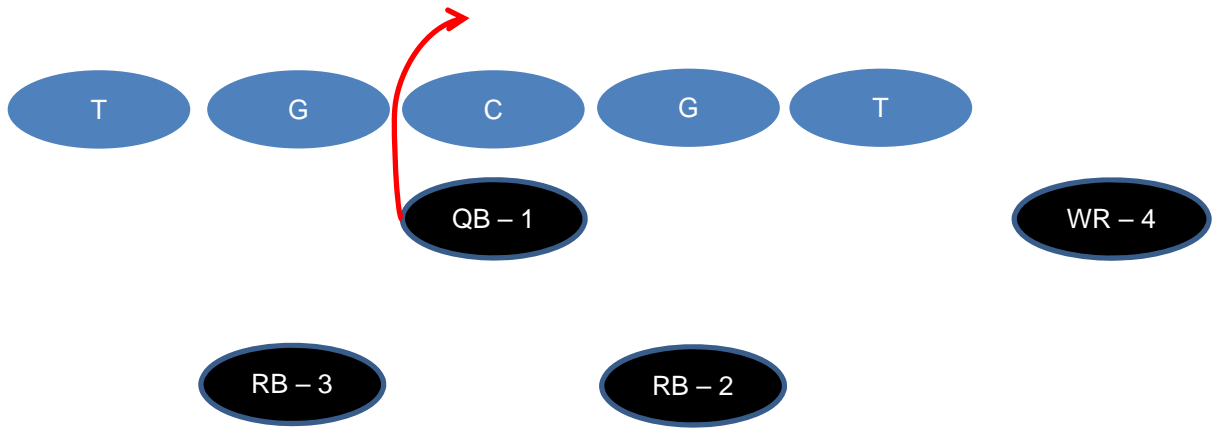 T G C G T
QB – 1 WR – 4
RB – 3 RB – 2